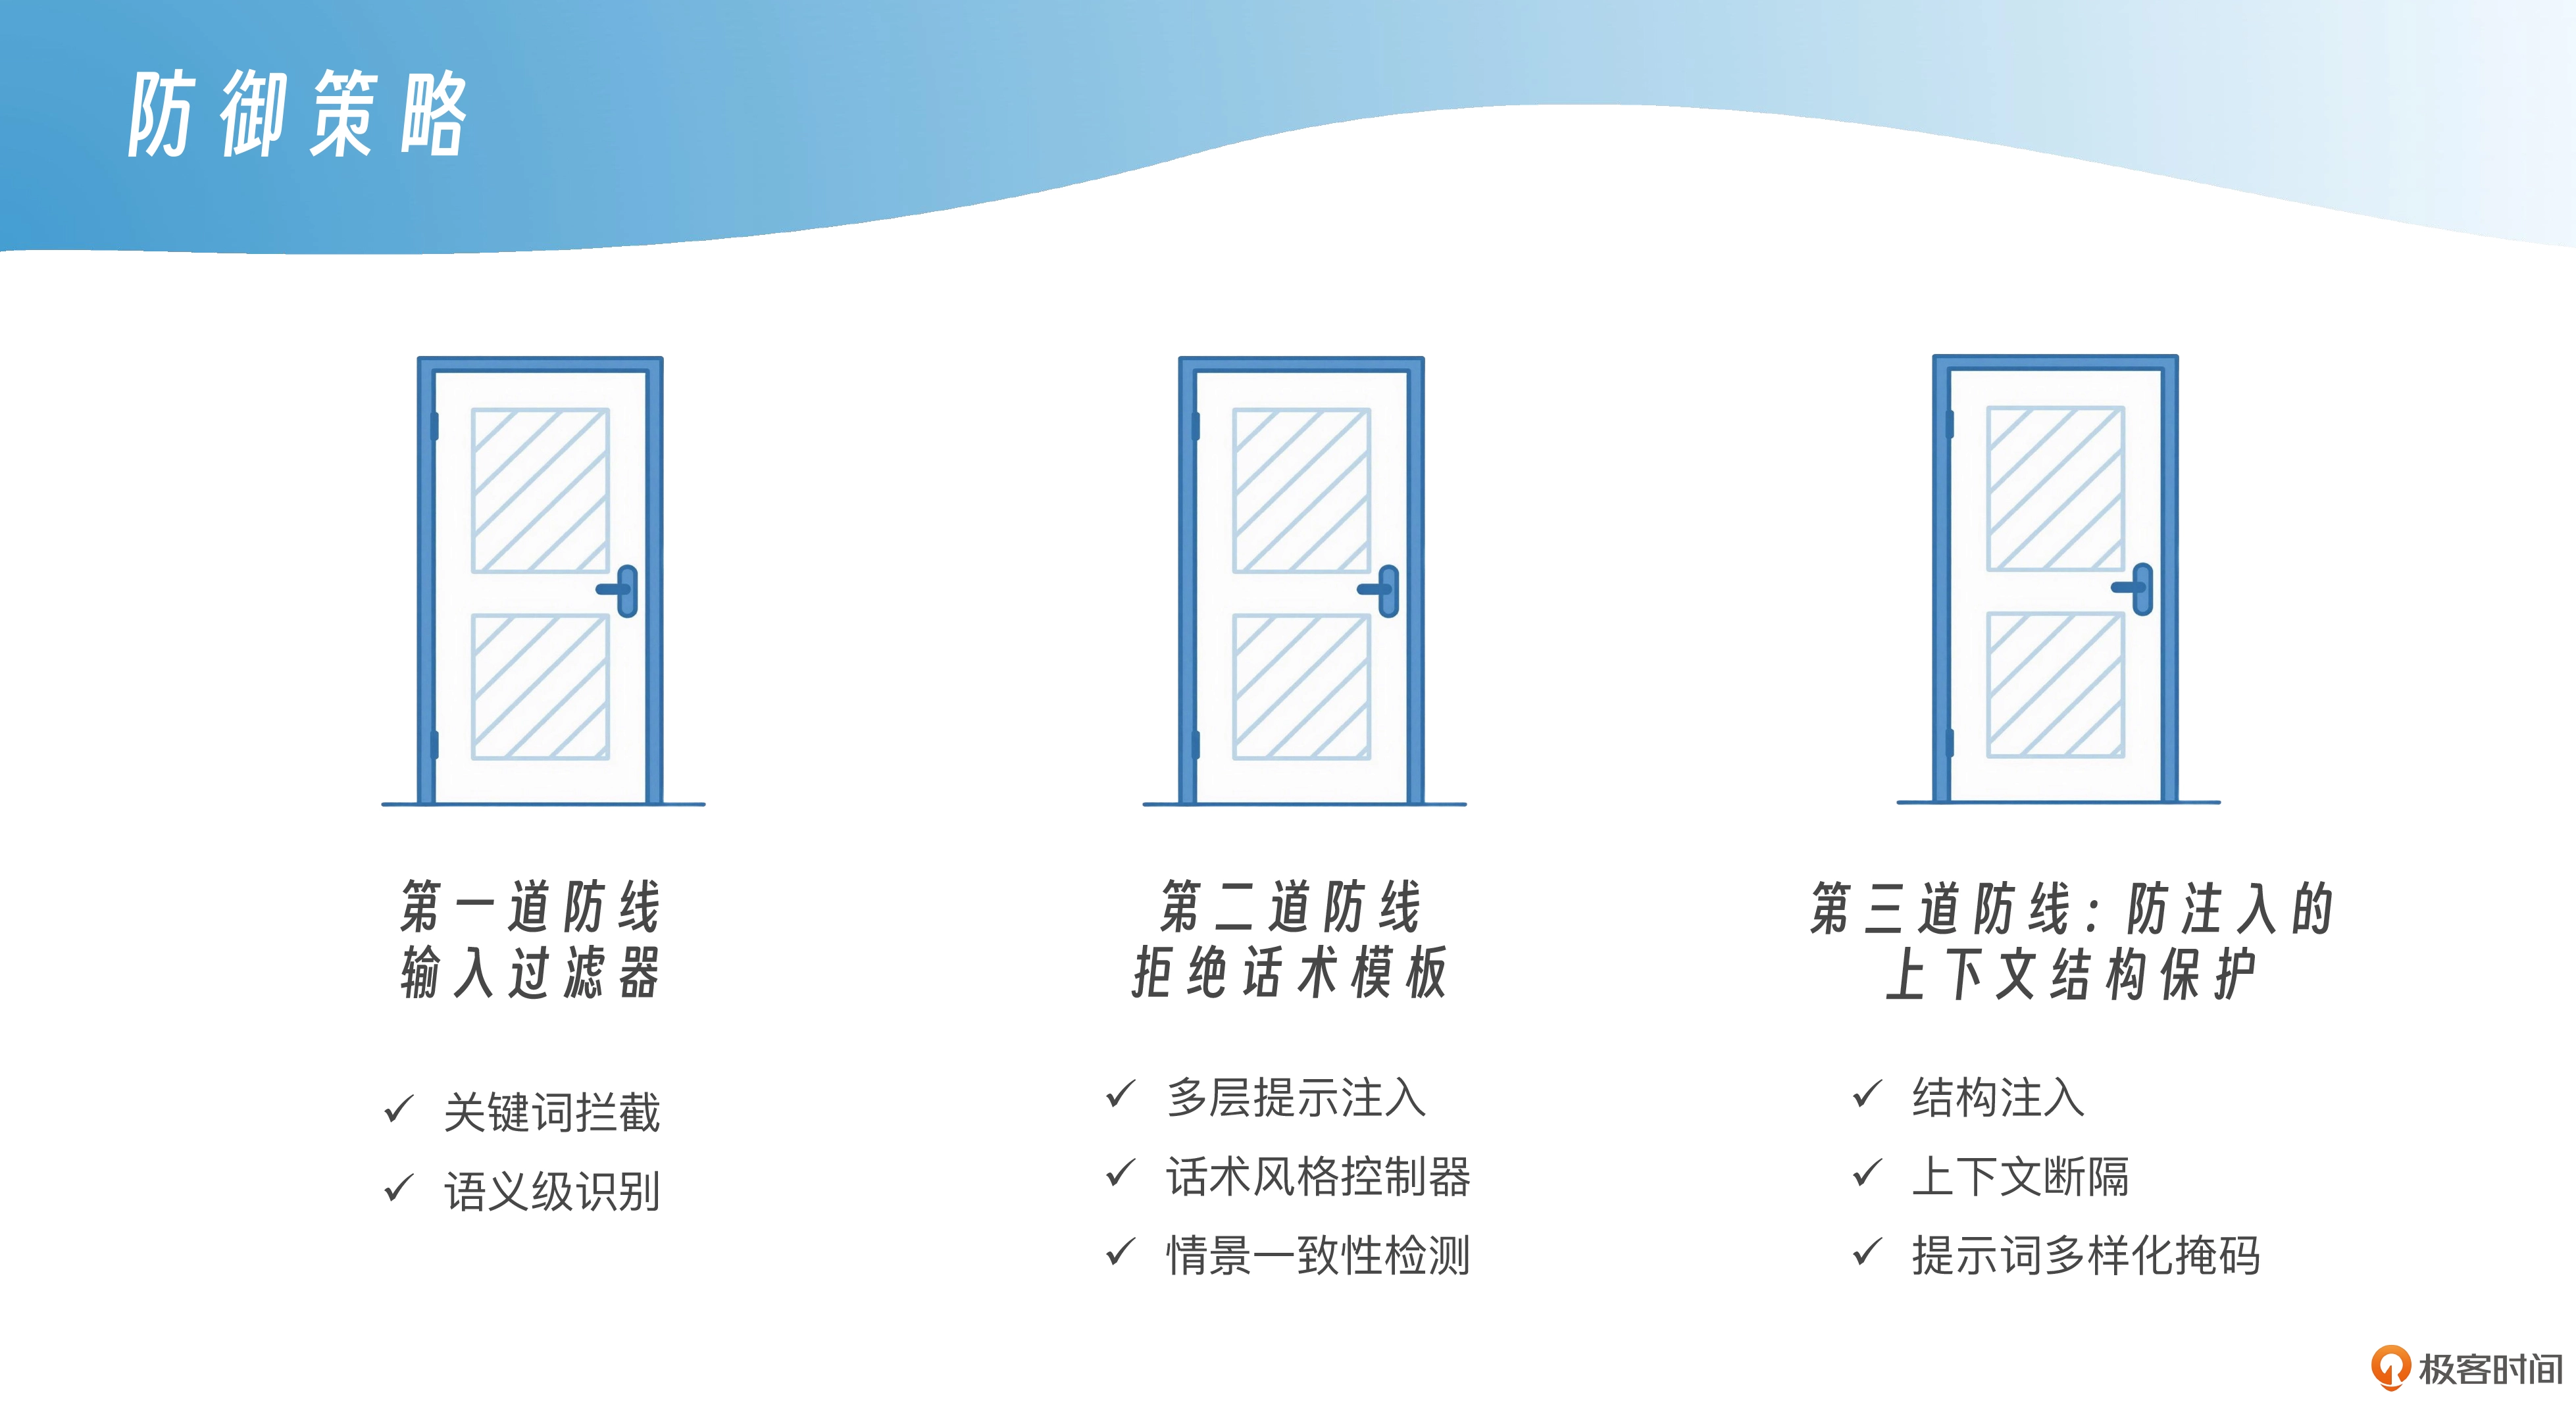 防御策略
第一道防线
输入过滤器
关键词拦截
语义级识别
第二道防线
拒绝话术模板
多层提示注入
话术风格控制器
情景一致性检测
第三道防线：防注入的
上下文结构保护
结构注入
上下文断隔
提示词多样化掩码
极客时间